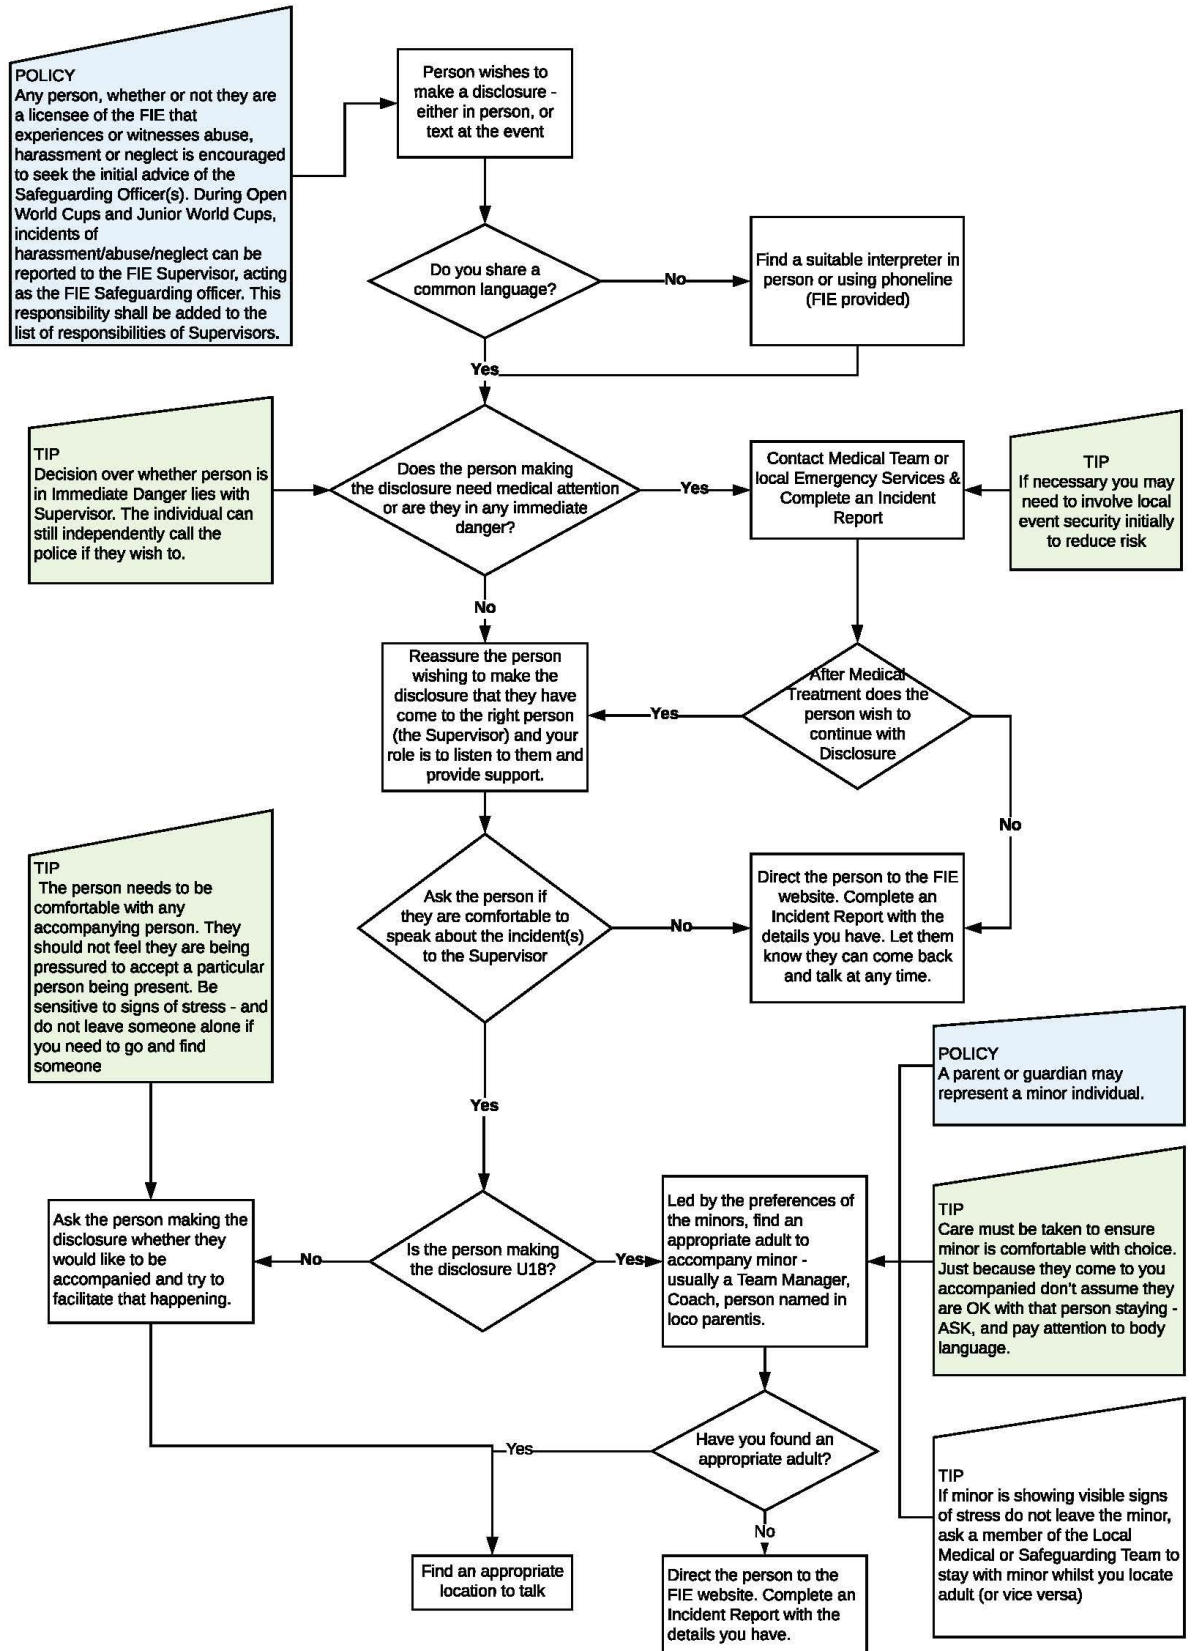 POLICY
Any person, whether or not they are
a licensee of the FIE that
experiences or witnesses abuse,
harassment or neglect is encouraged
to seek the initial advice of the
Safeguarding Officer(s). During Open
World Cups and Junior World Cups,
incidents of
harassment/abuse/neglect can be
reported to the FIE Supervisor, acting
as the FIE Safeguarding officer. This
responsibility shall be added to the
list of responsibilities of Supervisors.
Person wishes to
make a disclosure -
either in person, or
text at the event
Do you share a
common language?
No
Find a suitable interpreter in
person or using phoneline
(FIE provided)
Yes
TIP
Decision over whether person is
in Immediate Danger lies with
Supervisor. The individual can
still independently call the
police if they wish to.
Does the person making
the disclosure need medical attention
or are they in any immediate
danger?
Yes
Contact Medical Team or
local Emergency Services &
Complete an Incident
Report
TIP
If necessary you may
need to involve local
event security initially
to reduce risk
No
Reassure the person
wishing to make the
disclosure that they have
come to the right person
(the Supervisor) and your
role is to listen to them and
provide support.
Yes
After Medical
Treatment does the
person wish to
continue with
Disclosure
No
TIP
The person needs to be
comfortable with any
accompanying person. They
should not feel they are being
pressured to accept a particular
person being present. Be
sensitive to signs of stress - and
do not leave someone alone if
you need to go and find
someone
Ask the person if
they are comfortable to
speak about the incident(s)
to the Supervisor
No
Direct the person to the FIE
website. Complete an
Incident Report with the
details you have. Let them
know they can come back
and talk at any time.
Yes
POLICY
A parent or guardian may
represent a minor individual.
Ask the person making the
disclosure whether they
would like to be
accompanied and try to
facilitate that happening.
No
Is the person making
the disclosure U18?
Yes
Led by the preferences of
the minors, find an
appropriate adult to
accompany minor -
usually a Team Manager,
Coach, person named in
loco parentis.
TIP
Care must be taken to ensure
minor is comfortable with choice.
Just because they come to you
accompanied don't assume they
are OK with that person staying -
ASK, and pay attention to body
language.
Yes
Have you found an
appropriate adult?
No
TIP
If minor is showing visible signs
of stress do not leave the minor,
ask a member of the Local
Medical or Safeguarding Team to
stay with minor whilst you locate
adult (or vice versa)
Find an appropriate
location to talk
Direct the person to the
FIE website. Complete an
Incident Report with the
details you have.